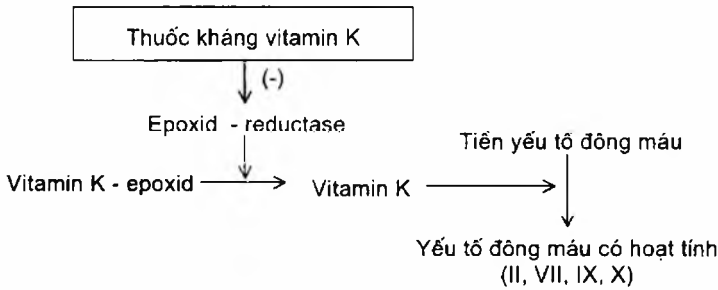 Thuốc kháng vitamin K
(-)
Epoxid - reductase
Tiền yếu tố đông máu
Vitamin K - epoxid
Vitamin K
Yếu tố đông máu có hoạt tính
(II, VII, IX, X)